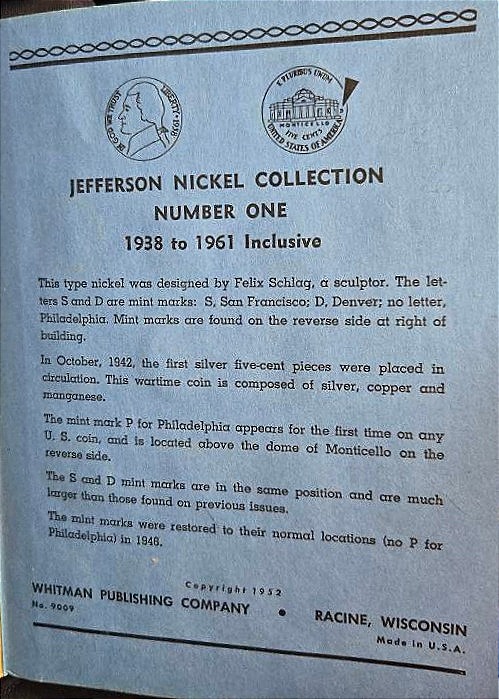 IN GOD WE TRUST LIBERTY 1938
E PLURIBUS UNUM
MONTICELLO
FIVE CENTS
UNITED STATES OF AMERICA
JEFFERSON NICKEL COLLECTION
NUMBER ONE
1938 to 1961 Inclusive
This type nickel was designed by Felix Schlag, a sculptor. The let-
ters S and D are mint marks: S, San Francisco; D, Denver; no letter,
Philadelphia. Mint marks are found on the reverse side at right of
building.
In October, 1942, the first silver five-cent pieces were placed in
circulation. This wartime coin is composed of silver, copper and
manganese.
The mint mark P for Philadelphia appears for the first time on any
U. S. coin, and is located above the dome of Monticello on the
reverse side.
The S and D mint marks are in the same position and are much
larger than those found on previous issues.
The mint marks were restored to their normal locations (no P for
Philadelphia) in 1946.
Copyright 1952
WHITMAN PUBLISHING COMPANY • RACINE, WISCONSIN
No. 9009
Made in U.S.A.